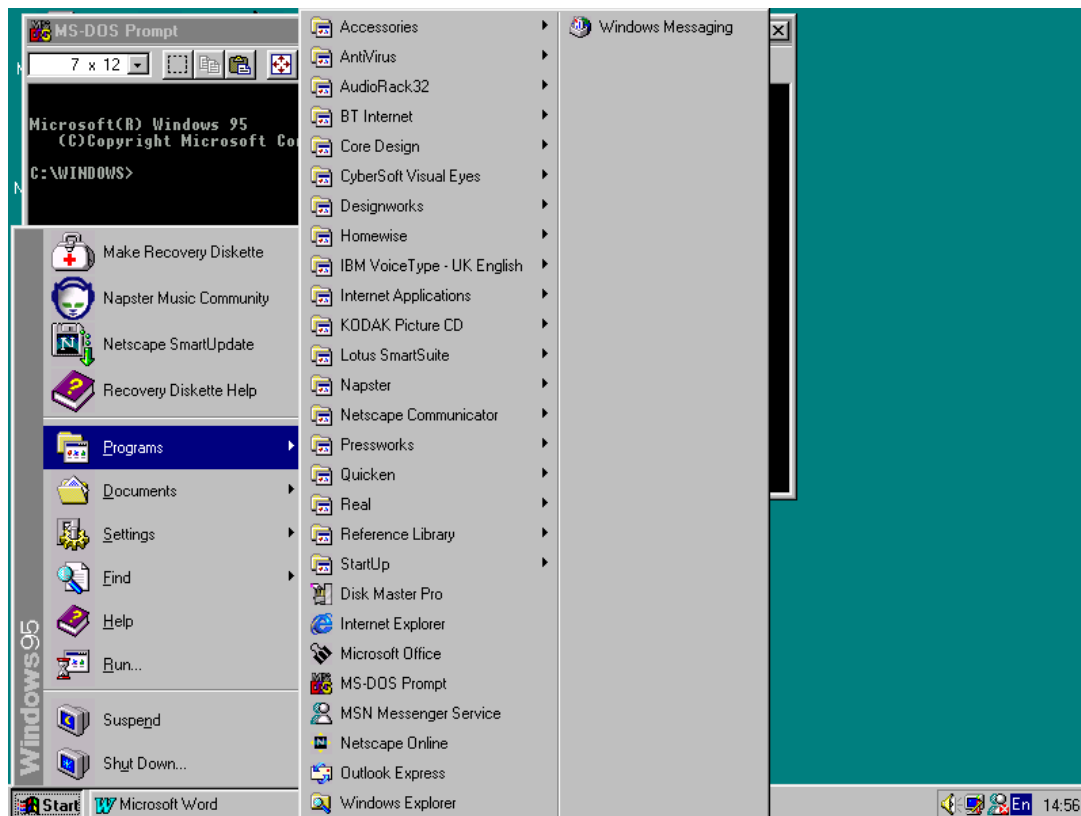 MS-DOS Prompt
7 x 12
Microsoft(R) Windows 95
(C)Copyright Microsoft
C:\WINDOWS>
Make Recovery Diskette
Napster Music Community
Netscape SmartUpdate
Recovery Diskette Help
Programs
Documents
Settings
Find
Help
Run...
Suspend
Shut Down...
Windows95
Accessories
AntiVirus
AudioRack32
BT Internet
Core Design
CyberSoft Visual Eyes
Designworks
Homewise
IBM VoiceType - UK English
Internet Applications
KODAK Picture CD
Lotus SmartSuite
Napster
Netscape Communicator
Pressworks
Quicken
Real
Reference Library
StartUp
Disk Master Pro
Internet Explorer
Microsoft Office
MS-DOS Prompt
MSN Messenger Service
Netscape Online
Outlook Express
Windows Explorer
Windows Messaging
Start
Microsoft Word
En
14:56